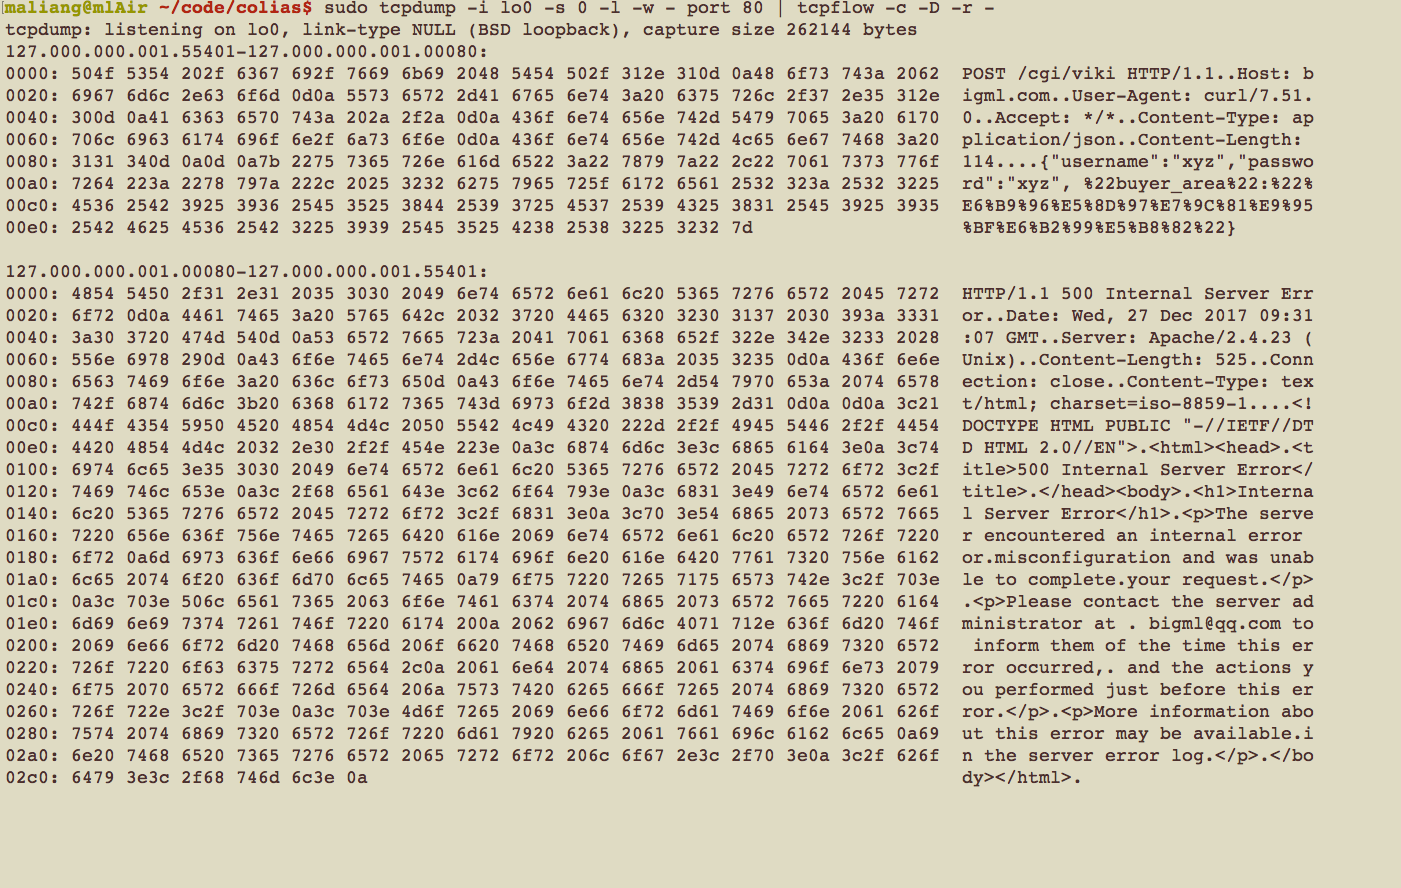 maliang@mlAir ~/code/colias$ sudo tcpdump -i lo0 -s 0 -l -w - port 80 | tcpflow -c -D -r -
tcpdump: listening on lo0, link-type NULL (BSD loopback), capture size 262144 bytes
127.000.000.001.55401-127.000.000.001.00080:
0000: 504f 5354 202f 6367 692f 7669 6b69 2048 5454 502f 312e 310d 0a48 6f73 743a 2062  POST /cgi/viki HTTP/1.1..Host: b
0020: 6967 6d6c 2e63 6f6d 0d0a 5573 6572 2d41 6765 6e74 3a20 6375 726c 2f37 2e35 312e  igml.com..User-Agent: curl/7.51.
0040: 300d 0a41 6363 6570 743a 202a 2f2a 0d0a 436f 6e74 656e 742d 5479 7065 3a20 6170  0..Accept: */*..Content-Type: ap
0060: 706c 6963 6174 696f 6e2f 6a73 6f6e 0d0a 436f 6e74 656e 742d 4c65 6e67 7468 3a20  plication/json..Content-Length:
0080: 3131 340d 0a0d 0a7b 2275 7365 726e 616d 6522 3a22 7879 7a22 2c22 7061 7373 776f  114....{"username":"xyz","passwo
00a0: 7264 223a 2278 797a 222c 2025 3232 6275 7965 725f 6172 6561 2532 323a 2532 3225  rd":"xyz", %22buyer_area%22:%22%
00c0: 4536 2542 3925 3936 2545 3525 3844 2539 3725 4537 2539 4325 3831 2545 3925 3935  E6%B9%96%E5%8D%97%E7%9C%81%E9%95
00e0: 2542 4625 4536 2542 3225 3939 2545 3525 4238 2538 3225 3232 7d  %BF%E6%B2%99%E5%B8%82%22}
127.000.000.001.00080-127.000.000.001.55401:
0000: 4854 5450 2f31 2e31 2035 3030 2049 6e74 6572 6e61 6c20 5365 7276 6572 2045 7272  HTTP/1.1 500 Internal Server Err
0020: 6f72 0d0a 4461 7465 3a20 5765 642c 2032 3720 4465 6320 3230 3137 2030 393a 3331  or..Date: Wed, 27 Dec 2017 09:31
0040: 3a30 3720 474d 540d 0a53 6572 7665 723a 2041 7061 6368 652f 322e 342e 3233 2028  :07 GMT..Server: Apache/2.4.23 (
0060: 556e 6978 290d 0a43 6f6e 7465 6e74 2d4c 656e 6774 683a 2035 3235 0d0a 436f 6e6e  Unix)..Content-Length: 525..Conn
0080: 6563 7469 6f6e 3a20 636c 6f73 650d 0a43 6f6e 7465 6e74 2d54 7970 653a 2074 6578  ection: close..Content-Type: tex
00a0: 742f 6874 6d6c 3b20 6368 6172 7365 743d 6973 6f2d 3838 3539 2d31 0d0a 0d0a 3c21  t/html; charset=iso-8859-1....<!
00c0: 444f 4354 5950 4520 4854 4d4c 2050 5542 4c49 4320 222d 2f2f 4945 5446 2f2f 4454  DOCTYPE HTML PUBLIC "-//IETF//DT
00e0: 4420 4854 4d4c 2032 2e30 2f2f 454e 223e 0a3c 6874 6d6c 3e3c 6865 6164 3e0a 3c74  D HTML 2.0//EN">.<html><head>.<t
0100: 6974 6c65 3e35 3030 2049 6e74 6572 6e61 6c20 5365 7276 6572 2045 7272 6f72 3c2f  itle>500 Internal Server Error</
0120: 7469 746c 653e 0a3c 2f68 6561 643e 3c62 6f64 793e 0a3c 6831 3e49 6e74 6572 6e61  title>.</head><body>.<h1>Interna
0140: 6c20 5365 7276 6572 2045 7272 6f72 3c2f 6831 3e0a 3c70 3e54 6865 2073 6572 7665  l Server Error</h1>.<p>The serve
0160: 7220 656e 636f 756e 7465 7265 6420 616e 2069 6e74 6572 6e61 6c20 6572 726f 7220  r encountered an internal error
0180: 6f72 0a6d 6973 636f 6e66 6967 7572 6174 696f 6e20 616e 6420 7761 7320 756e 6162  or.misconfiguration and was unab
01a0: 6c65 2074 6f20 636f 6d70 6c65 7465 0a79 6f75 7220 7265 7175 6573 742e 3c2f 703e  le to complete.your request.</p>
01c0: 0a3c 703e 506c 6561 7365 2063 6f6e 7461 6374 2074 6865 2073 6572 7665 7220 6164  .<p>Please contact the server ad
01e0: 6d69 6e69 7374 7261 746f 7220 6174 200a 2062 6967 6d6c 4071 712e 636f 6d20 746f  ministrator at . bigml@qq.com to
0200: 2069 6e66 6f72 6d20 7468 656d 206f 6620 7468 6520 7469 6d65 2074 6869 7320 6572   inform them of the time this er
0220: 726f 7220 6f63 6375 7272 6564 2c0a 2061 6e64 2074 6865 2061 6374 696f 6e73 2079  ror occurred,. and the actions y
0240: 6f75 2070 6572 666f 726d 6564 206a 7573 7420 6265 666f 7265 2074 6869 7320 6572  ou performed just before this er
0260: 726f 722e 3c2f 703e 0a3c 703e 4d6f 7265 2069 6e66 6f72 6d61 7469 6f6e 2061 626f  ror.</p>.<p>More information abo
0280: 7574 2074 6869 7320 6572 726f 7220 6d61 7920 6265 2061 7661 696c 6162 6c65 0a69  ut this error may be available.i
02a0: 6e20 7468 6520 7365 7276 6572 2065 7272 6f72 206c 6f67 2e3c 2f70 3e0a 3c2f 626f  n the server error log.</p>.</bo
02c0: 6479 3e3c 2f68 746d 6c3e 0a  dy></html>.